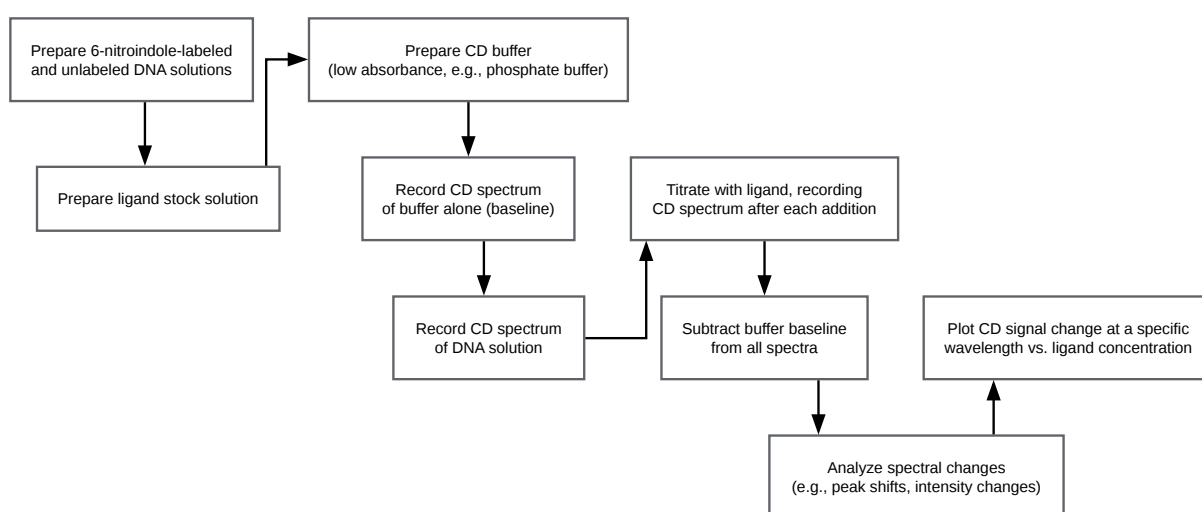 Prepare 6-nitroindole-labeled
and unlabeled DNA solutions
Prepare ligand stock solution
Prepare CD buffer
(low absorbance, e.g., phosphate buffer)
Record CD spectrum
of buffer alone (baseline)
Record CD spectrum
of DNA solution
Titrate with ligand, recording
CD spectrum after each addition
Subtract buffer baseline
from all spectra
Analyze spectral changes
(e.g., peak shifts, intensity changes)
Plot CD signal change at a specific
wavelength vs. ligand concentration